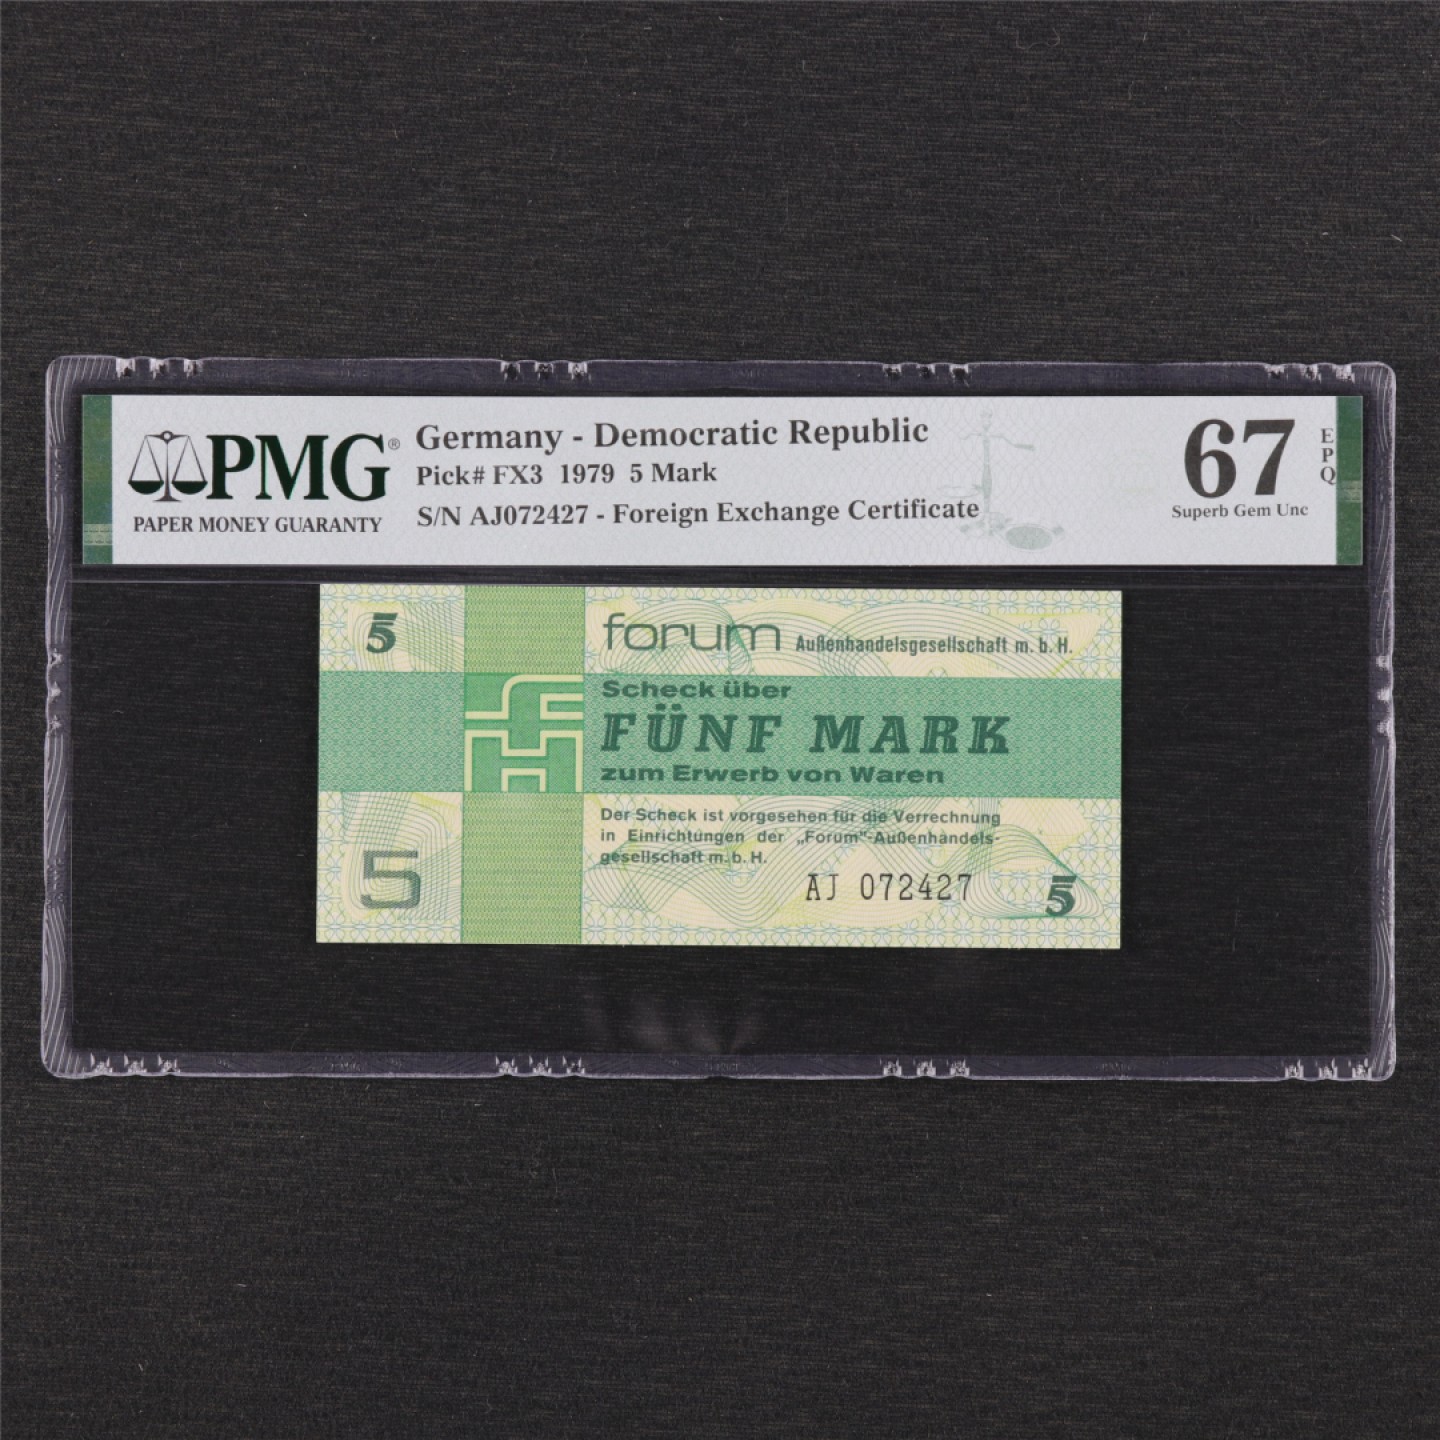 PMG®
PAPER MONEY GUARANTY
Germany - Democratic Republic
Pick# FX3 1979 5 Mark
S/N AJ072427 - Foreign Exchange Certificate
67
EPQ
Superb Gem Unc
5
forum Außenhandelsgesellschaft m. b. H.
Scheck über
FÜNF MARK
zum Erwerb von Waren
Der Scheck ist vorgesehen für die Verrechnung
in Einrichtungen der „Forum"-Außenhandels-
gesellschaft m. b. H.
5
AJ 072427
5